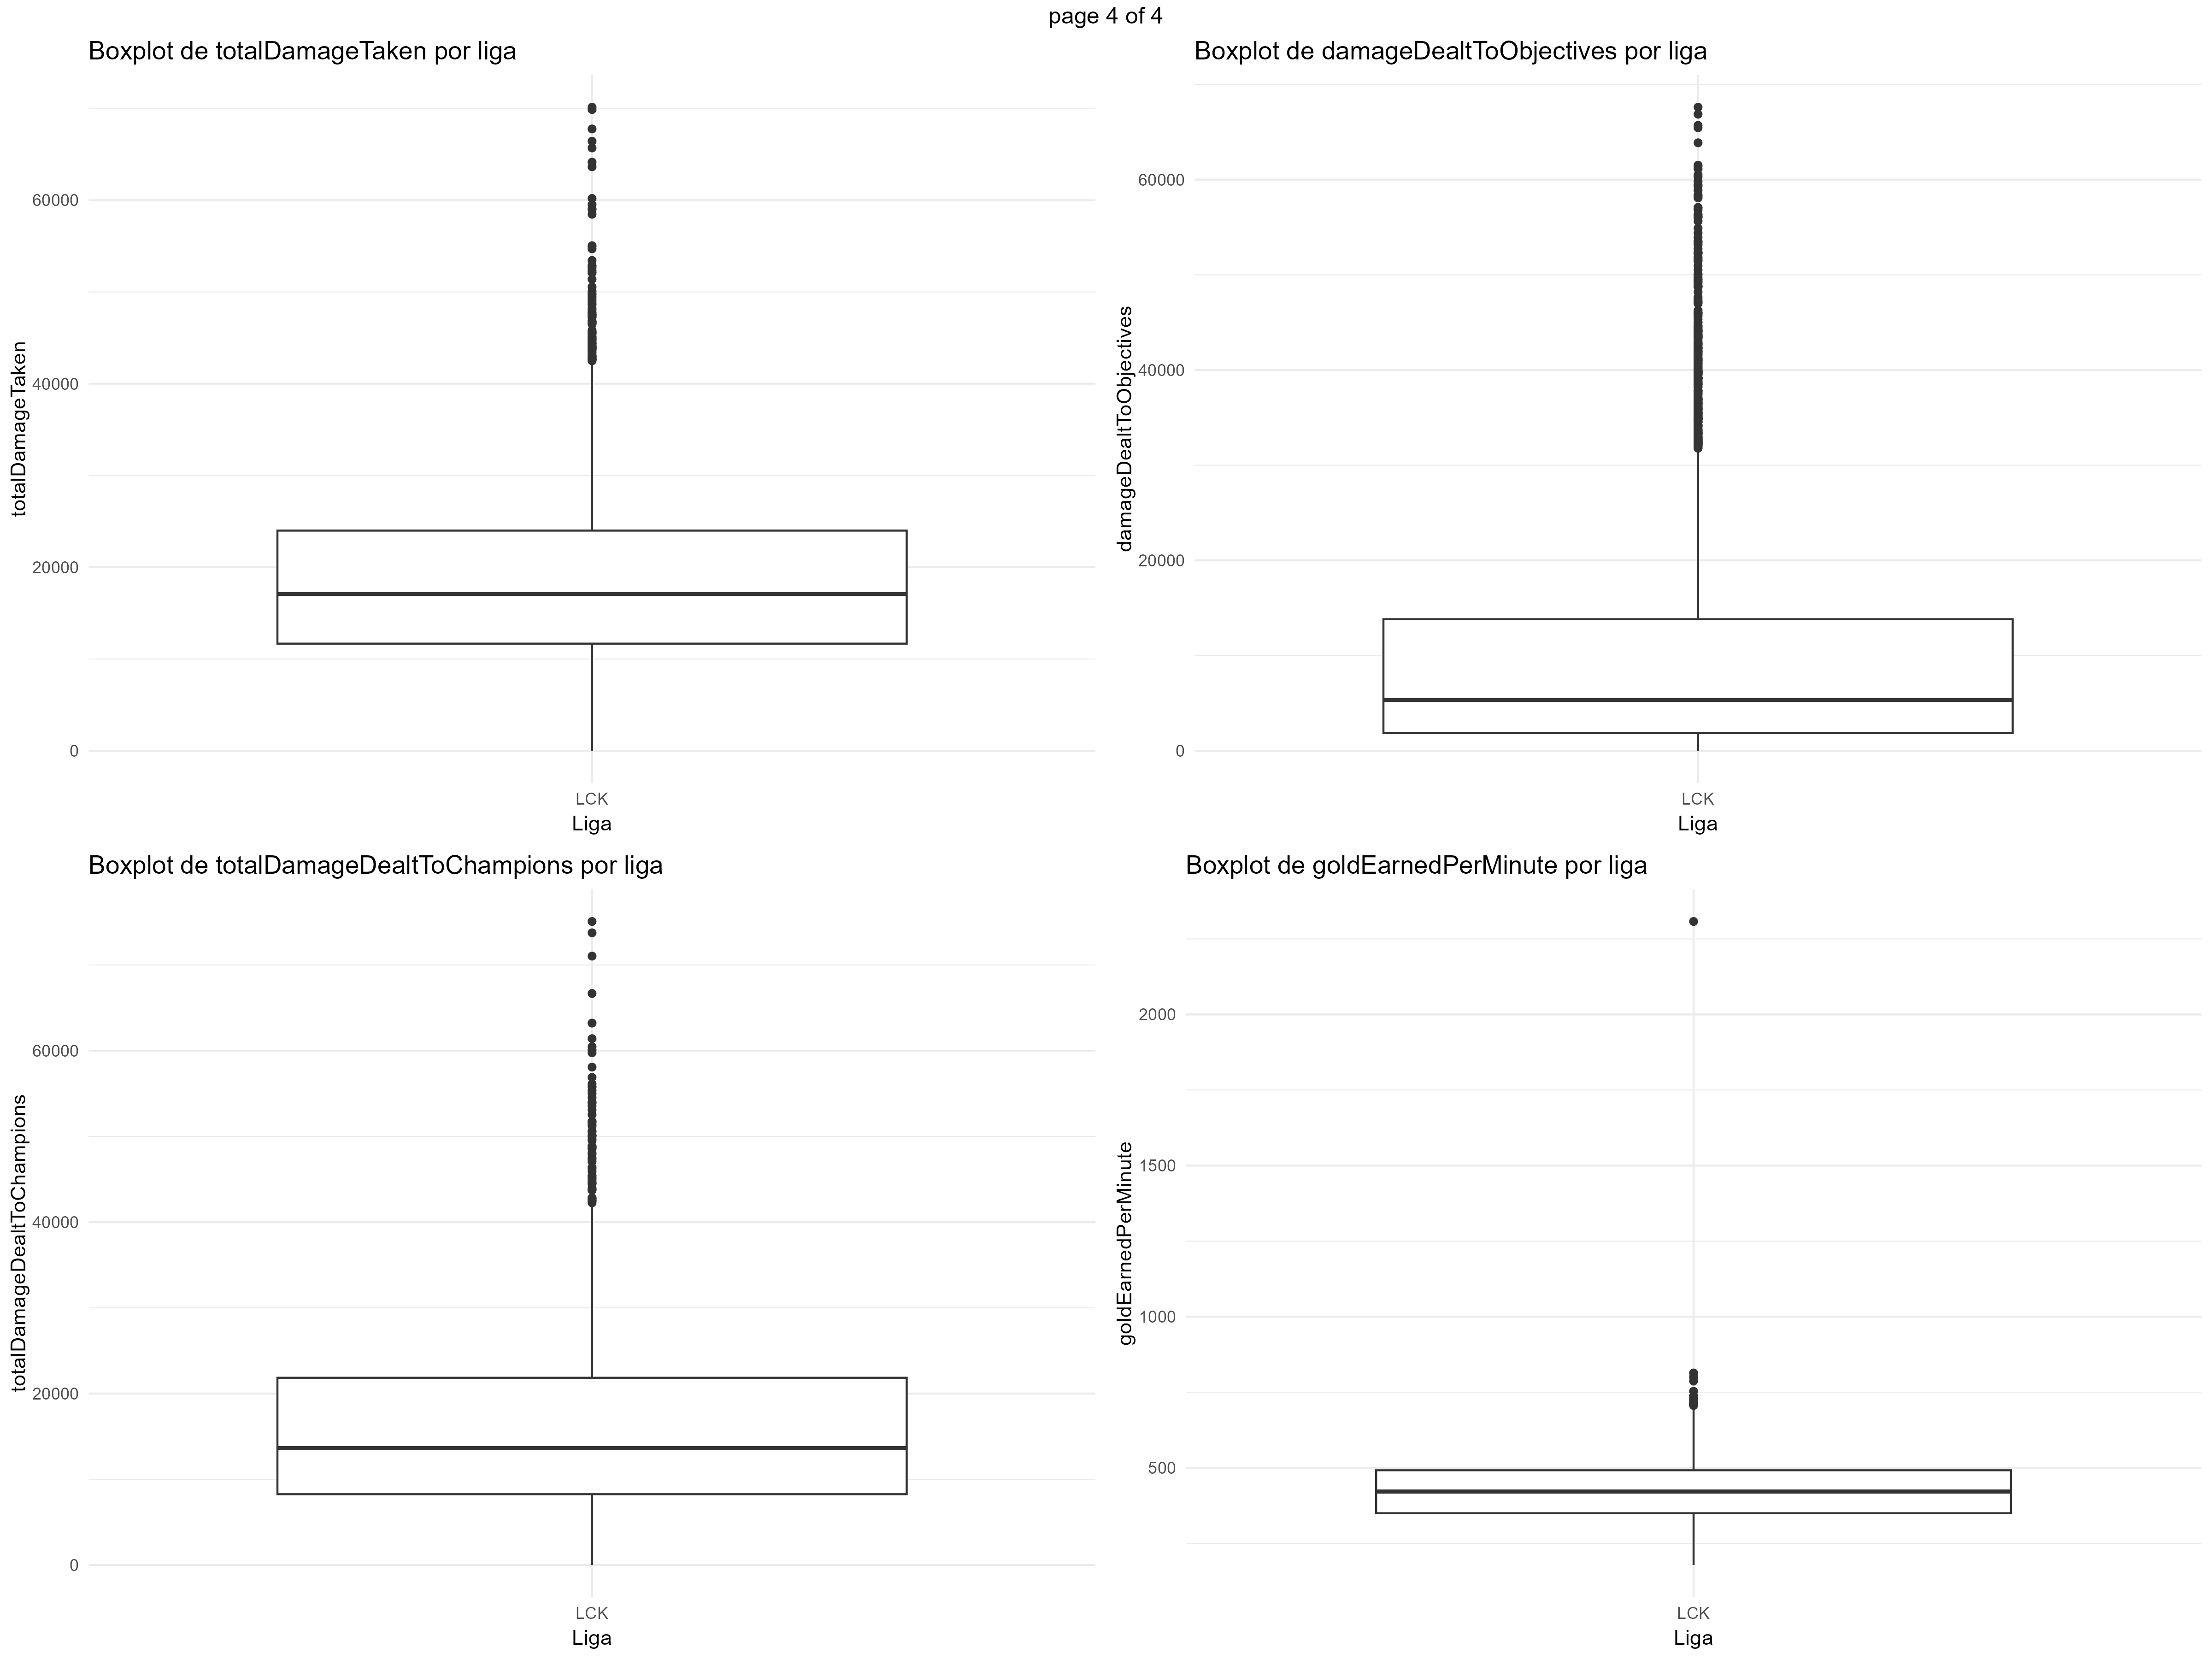 page 4 of 4
Boxplot de totalDamageTaken por liga
totalDamageTaken
60000
40000
20000
0
LCK
Liga
Boxplot de damageDealtToObjectives por liga
damageDealtToObjectives
60000
40000
20000
0
LCK
Liga
Boxplot de totalDamageDealtToChampions por liga
totalDamageDealtToChampions
60000
40000
20000
0
LCK
Liga
Boxplot de goldEarnedPerMinute por liga
goldEarnedPerMinute
2000
1500
1000
500
LCK
Liga